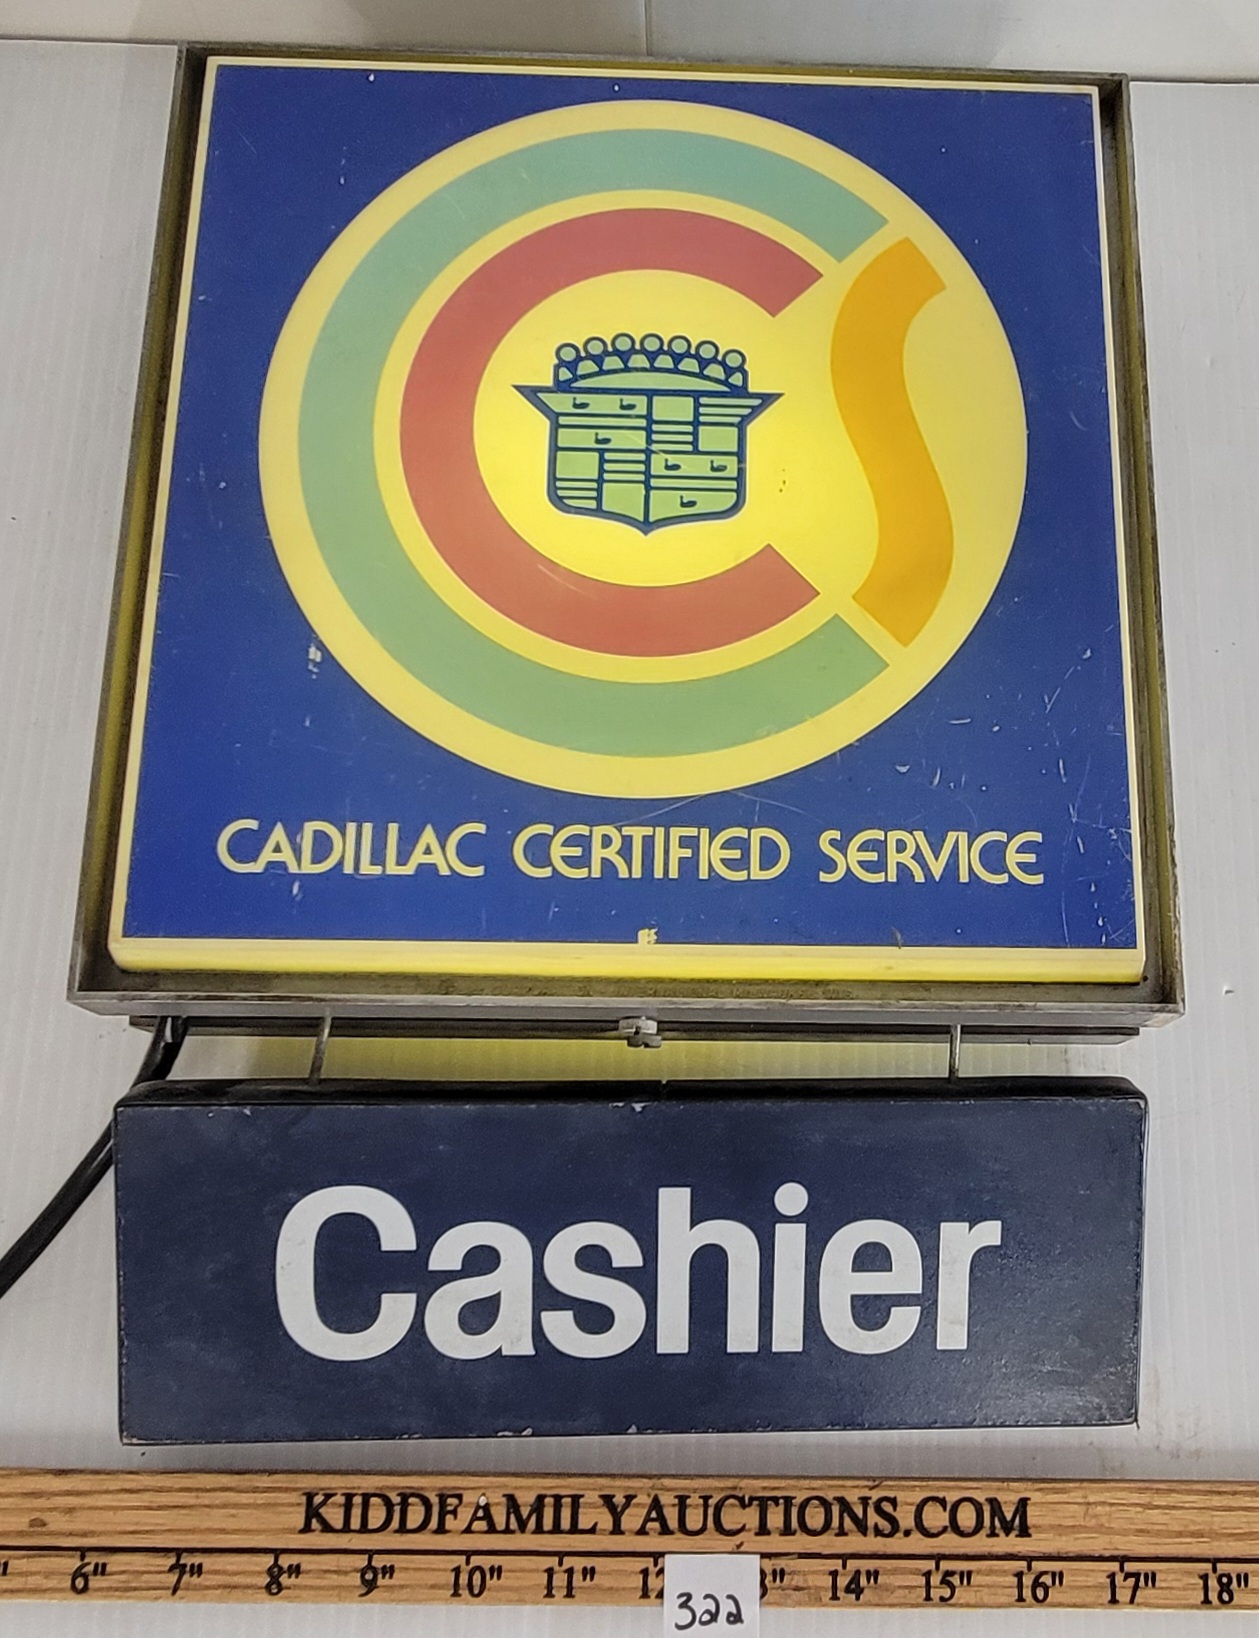 CADILLAC CERTIFIED SERVICE
Cashier
KIDDFAMILYAUCTIONS.COM
6" 7" 8" 9" 10" 11" 12 3" 14" 15" 16" 17" 18"
322